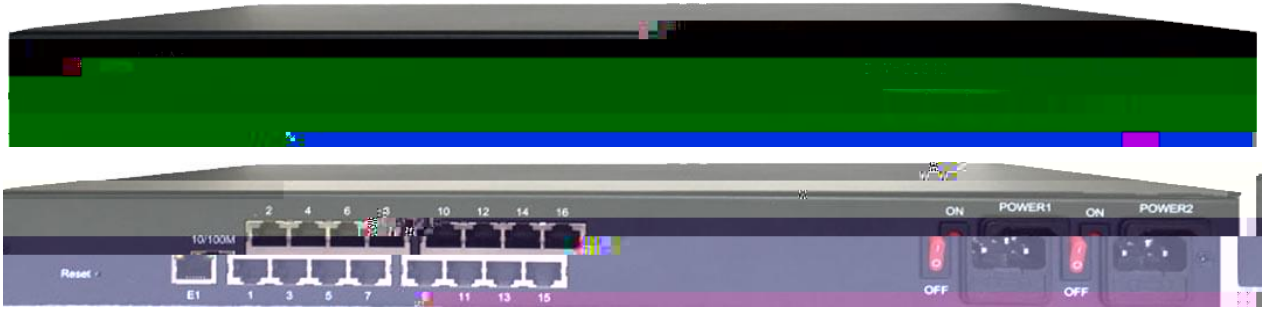 2 4 6 8 10 12 14 16 ON POWER1 ON POWER2
10/100M
Reset
E1 1 3 5 7 11 13 15 OFF OFF